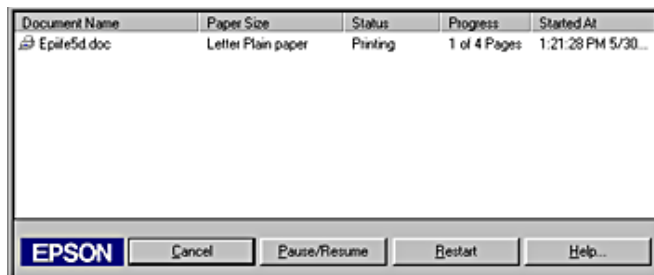 Document Name Paper Size Status Progress Started At
Epiife5d.doc Letter Plain paper Printing 1 of 4 Pages 1:21:28 PM 5/30...
EPSON Cancel Pause/Resume Restart Help...